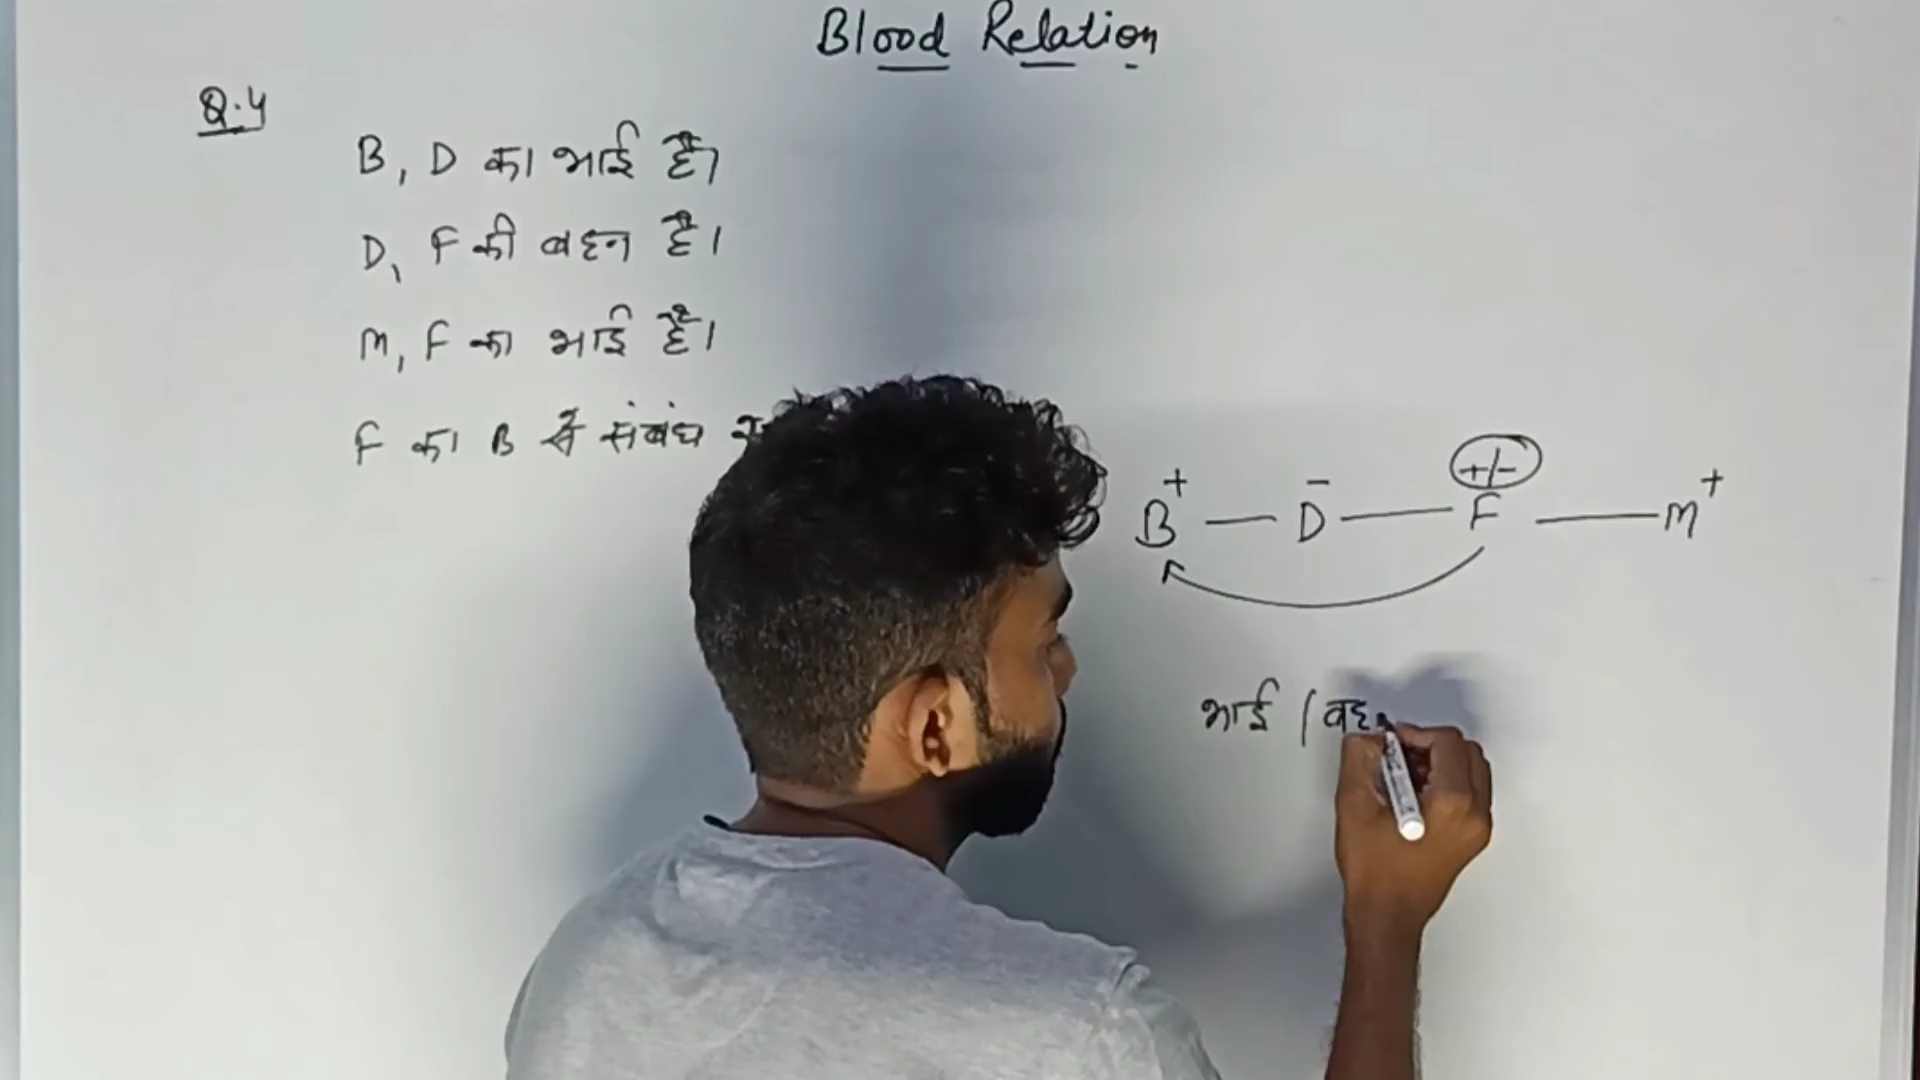 Blood Relation
Q.4
B, D का भाई है।
D, F की बहन है।
M, F का भाई है।
F का B से संबंध
+ - +/- +
B — D — F — M
भाई / बह